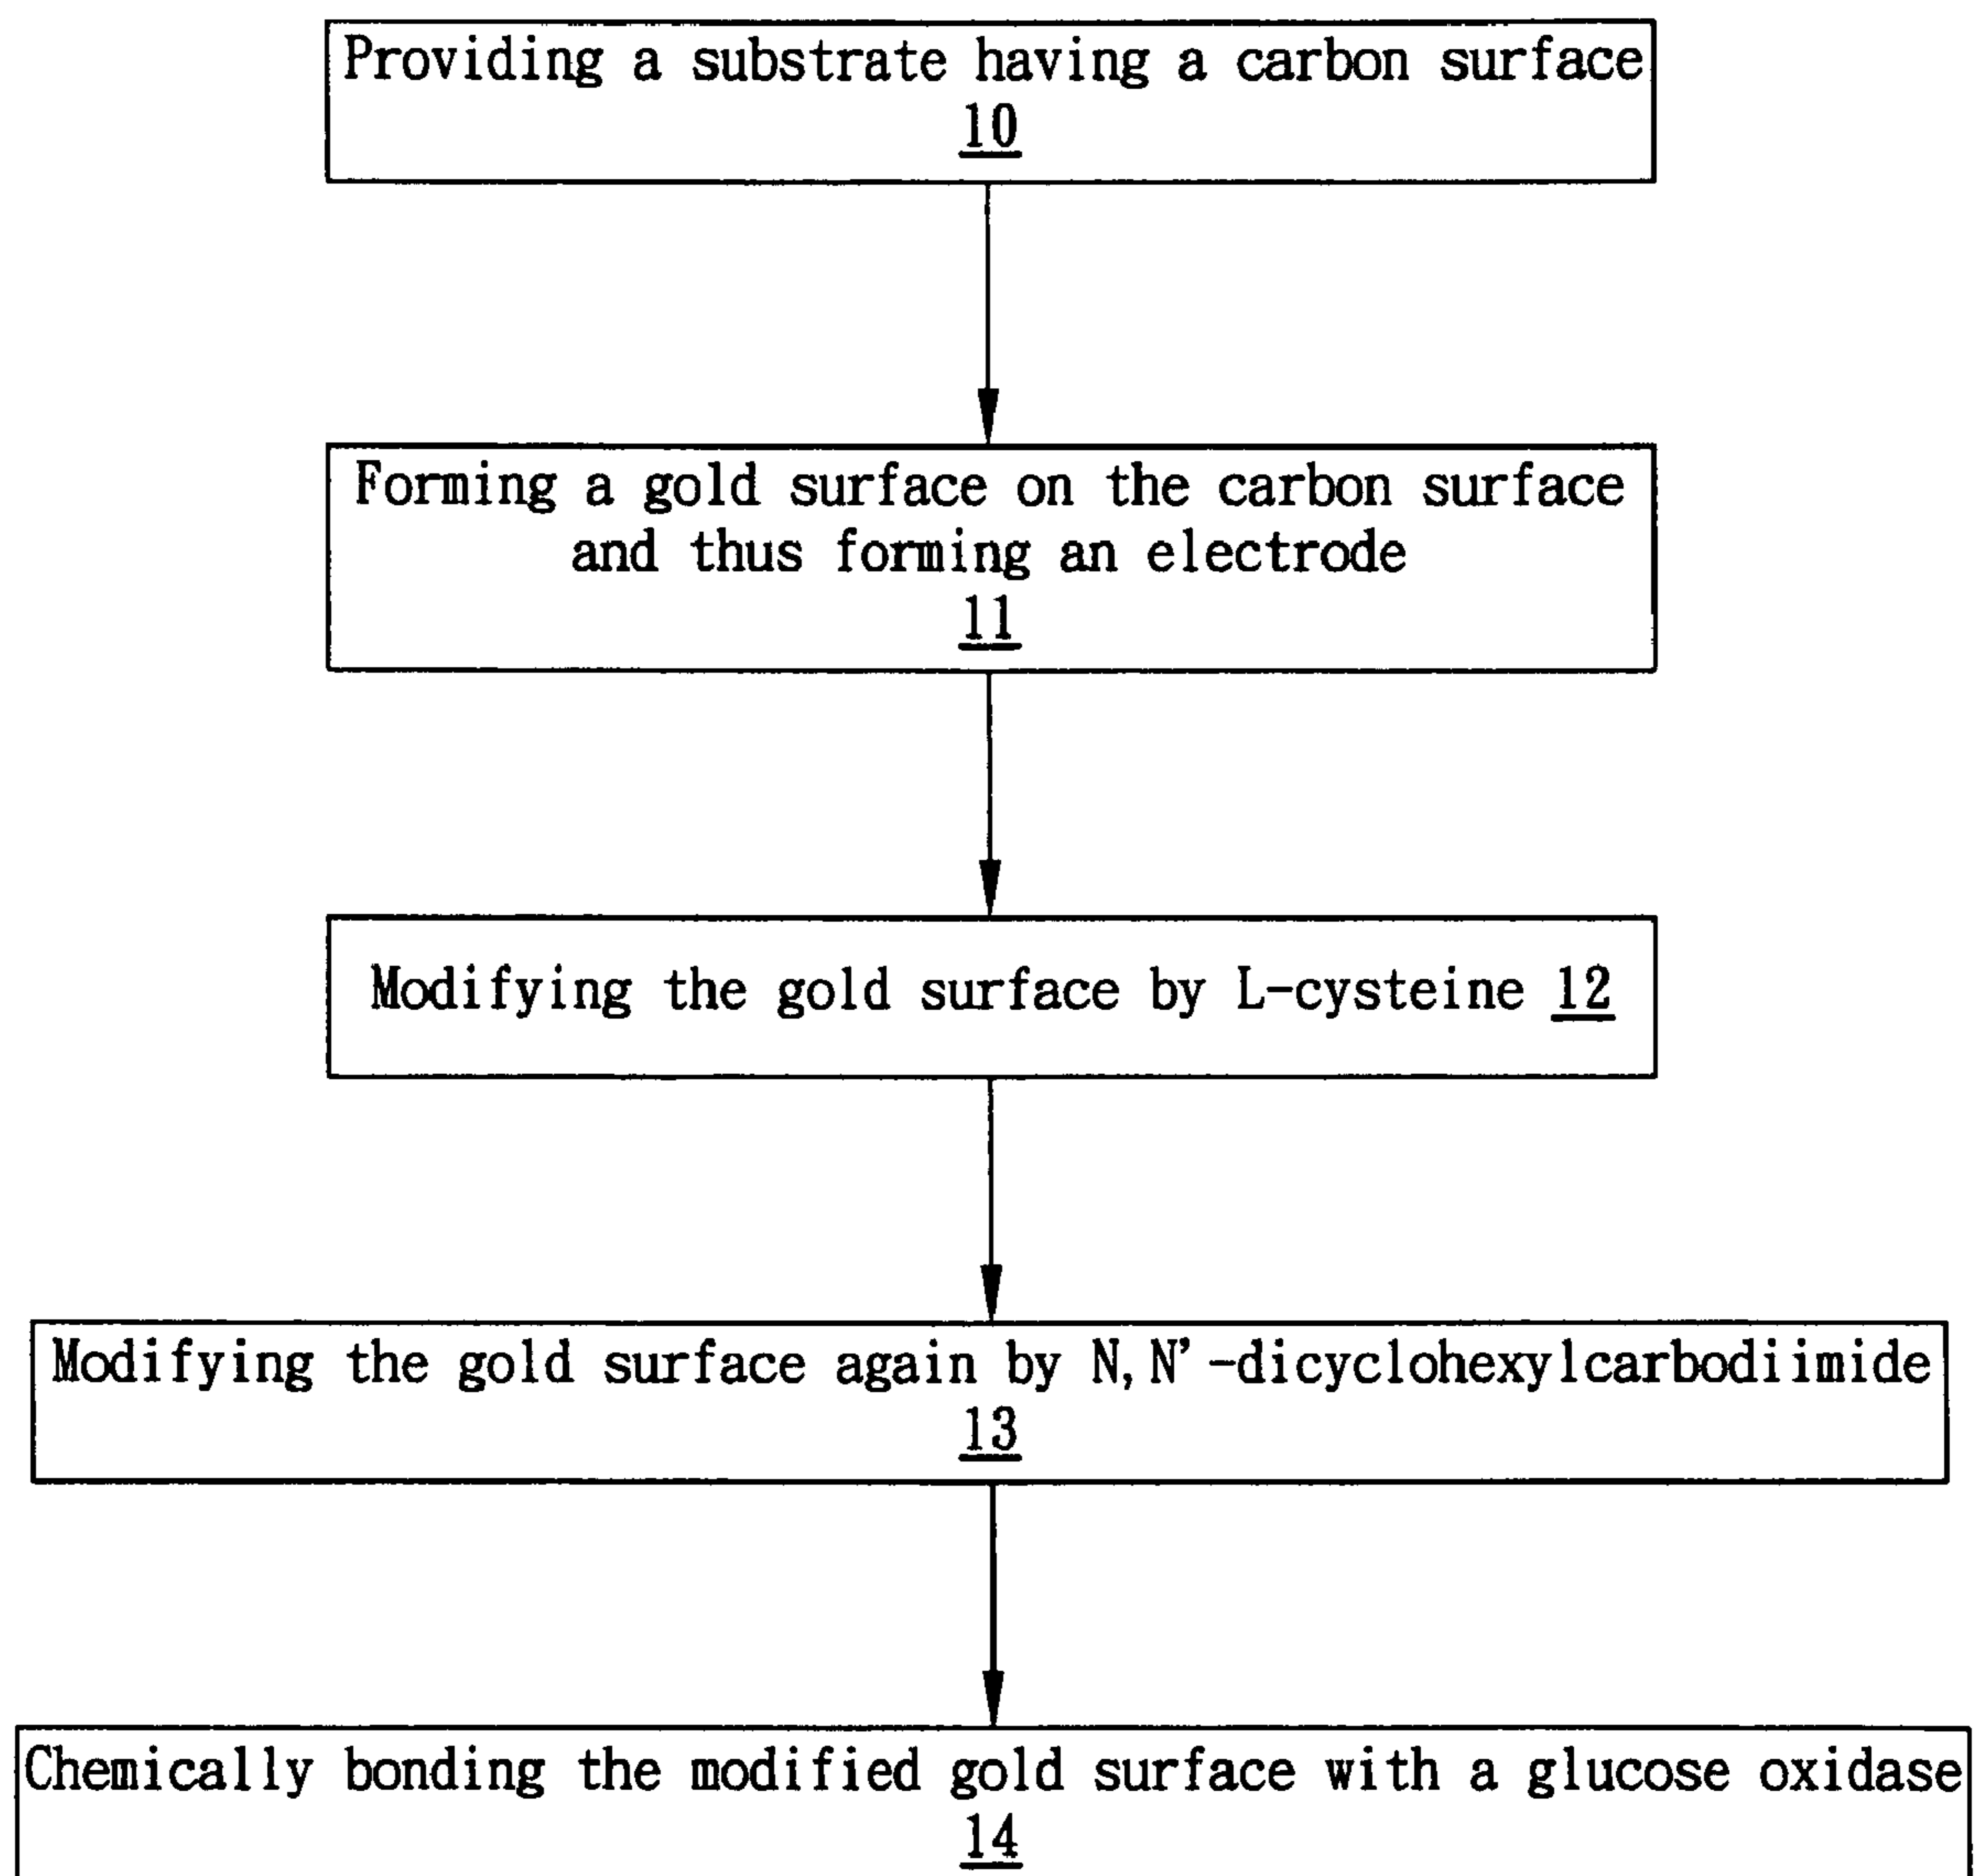 Providing a substrate having a carbon surface
10
Forming a gold surface on the carbon surface
and thus forming an electrode
11
Modifying the gold surface by L-cysteine 12
Modifying the gold surface again by N,N'-dicyclohexylcarbodiimide
13
Chemically bonding the modified gold surface with a glucose oxidase
14